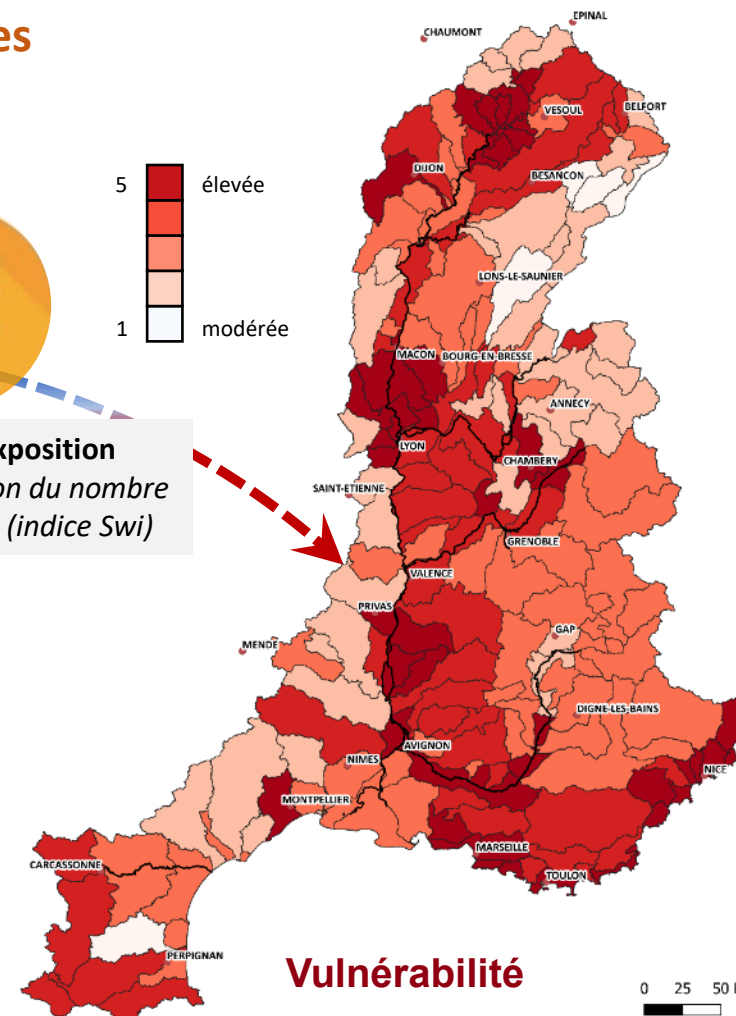 es
CHAUMONT
EPINAL
VESOUL
BELFORT
DIJON
BESANCON
5 élevée
1 modérée
LONS-LE-SAUNIER
MACON
BOURG-EN-BRESSE
ANNECY
LYON
CHAMBERY
xposition
on du nombre
(indice Swi)
SAINT-ETIENNE
GRENOBLE
VALENCE
PRIVAS
GAP
MENDE
DIGNE-LES-BAINS
AVIGNON
NIMES
NICE
MONTPELLIER
MARSEILLE
CARCASSONNE
TOULON
PERPIGNAN
Vulnérabilité
0 25 50